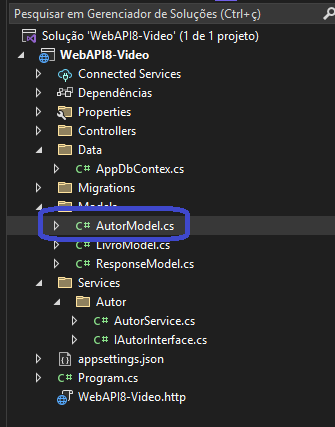 Pesquisar em Gerenciador de Soluções (Ctrl+ç)
Solução 'WebAPI8-Video' (1 de 1 projeto)
WebAPI8-Video
Connected Services
Dependências
Properties
Controllers
Data
C# AppDbContex.cs
Migrations
Models
C# AutorModel.cs
C# LivroModel.cs
C# ResponseModel.cs
Services
Autor
C# AutorService.cs
C# IAutorInterface.cs
appsettings.json
C# Program.cs
WebAPI8-Video.http